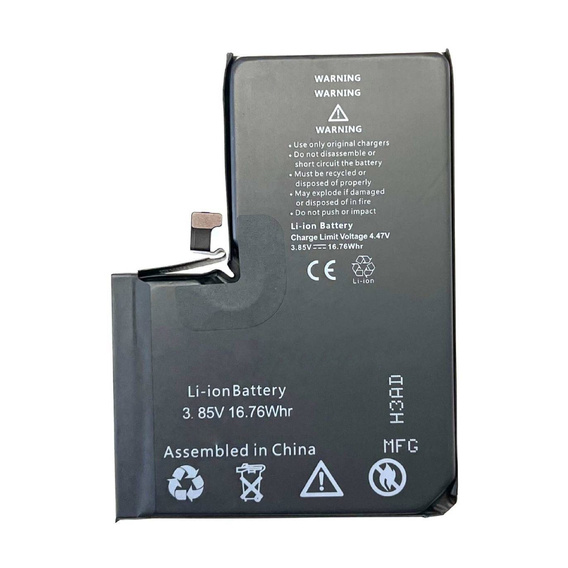 WARNING
WARNING
WARNING
• Use only original chargers
• Do not disassemble or
short circuit the battery
• Must be recycled or
disposed of properly
• May explode if damaged
or disposed of in fire
• Do not push or impact
Li-ion Battery
Charge Limit Voltage 4.47V
3.85V⎓16.76Whr
CE
Li-ion
Li-ion Battery
3. 85V 16.76Whr
H3AD
Assembled in China
MFG